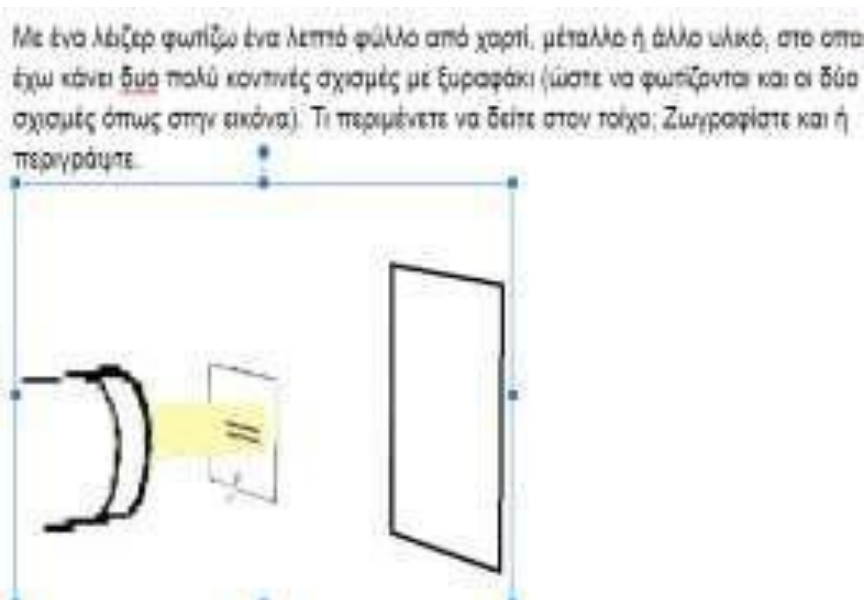 Με ένα λέιζερ φωτίζω ένα λεπτό φύλλο από χαρτί, μέταλλο ή άλλο υλικό, στο οπο
έχω κάνει δυο πολύ κοντινές σχισμές με ξυραφάκι (ώστε να φωτίζονται και οι δύο
σχισμές όπως στην εικόνα). Τι περιμένετε να δείτε στον τοίχο; Ζωγραφίστε και ή
περιγράψτε.